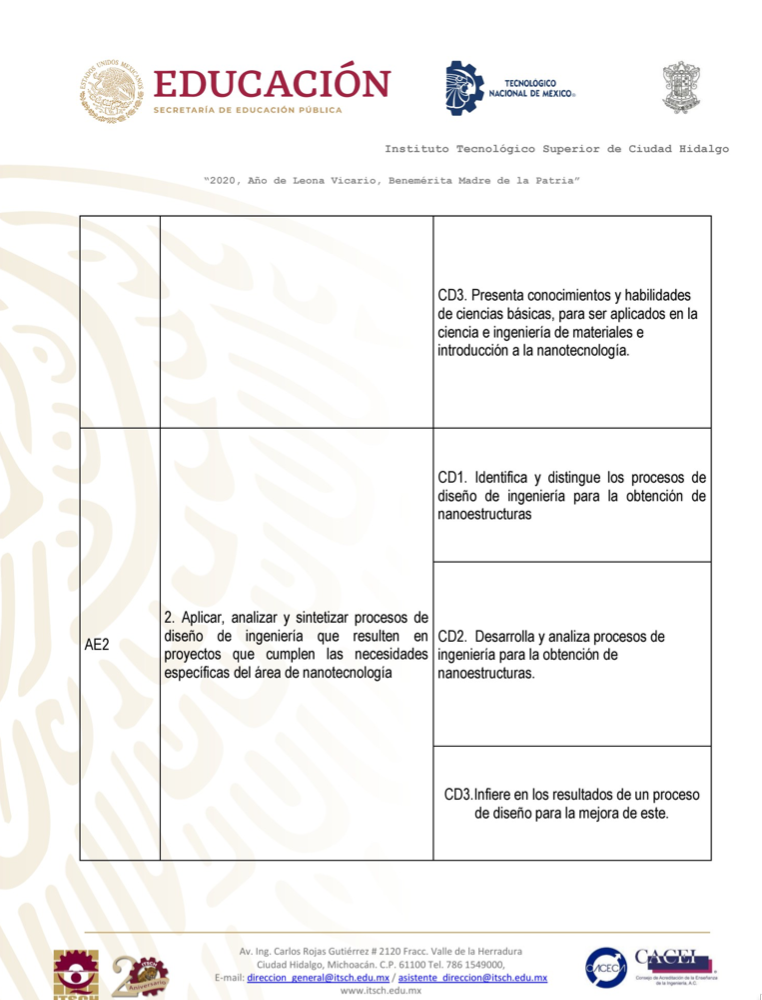 ESTADOS UNIDOS MEXICANOS
EDUCACIÓN
SECRETARÍA DE EDUCACIÓN PÚBLICA
TECNOLÓGICO
NACIONAL DE MÉXICO
Instituto Tecnológico Superior de Ciudad Hidalgo
"2020, Año de Leona Vicario, Benemérita Madre de la Patria"
CD3. Presenta conocimientos y habilidades
de ciencias básicas, para ser aplicados en la
ciencia e ingeniería de materiales e
introducción a la nanotecnología.
AE2
2. Aplicar, analizar y sintetizar procesos de
diseño de ingeniería que resulten en
proyectos que cumplen las necesidades
específicas del área de nanotecnología
CD1. Identifica y distingue los procesos de
diseño de ingeniería para la obtención de
nanoestructuras
CD2. Desarrolla y analiza procesos de
ingeniería para la obtención de
nanoestructuras.
CD3.Infiere en los resultados de un proceso
de diseño para la mejora de este.
Av. Ing. Carlos Rojas Gutiérrez # 2120 Fracc. Valle de la Herradura
Ciudad Hidalgo, Michoacán. C.P. 61100 Tel. 786 1549000,
E-mail: direccion_general@itsch.edu.mx / asistente_direccion@itsch.edu.mx
www.itsch.edu.mx
ITSCH
20
Aniversario
CACECA
CACEI
Consejo de Acreditación de la Enseñanza
de la Ingeniería, A.C.